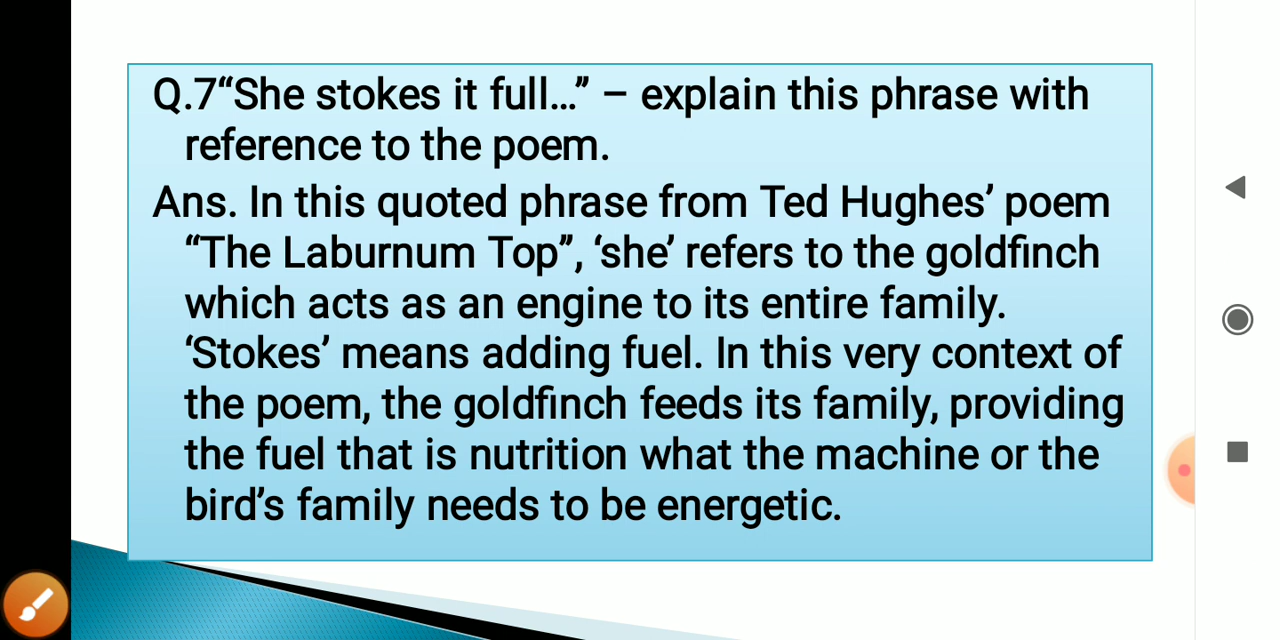 Q.7“She stokes it full…” – explain this phrase with
reference to the poem.
Ans. In this quoted phrase from Ted Hughes’ poem
“The Laburnum Top”, ‘she’ refers to the goldfinch
which acts as an engine to its entire family.
‘Stokes’ means adding fuel. In this very context of
the poem, the goldfinch feeds its family, providing
the fuel that is nutrition what the machine or the
bird’s family needs to be energetic.